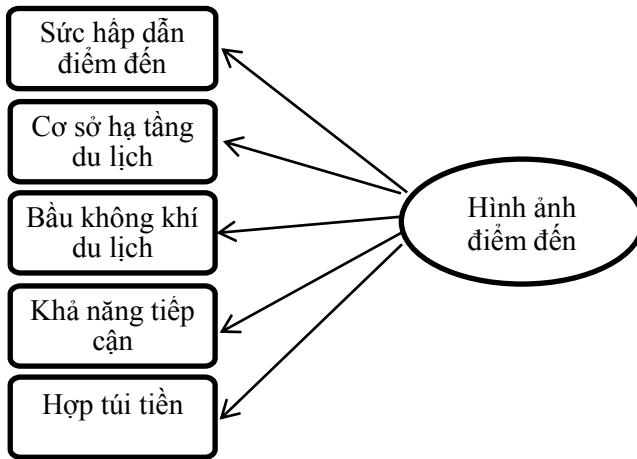 Sức hấp dẫn
điểm đến
Cơ sở hạ tầng
du lịch
Bầu không khí
du lịch
Khả năng tiếp
cận
Hợp túi tiền
Hình ảnh
điểm đến